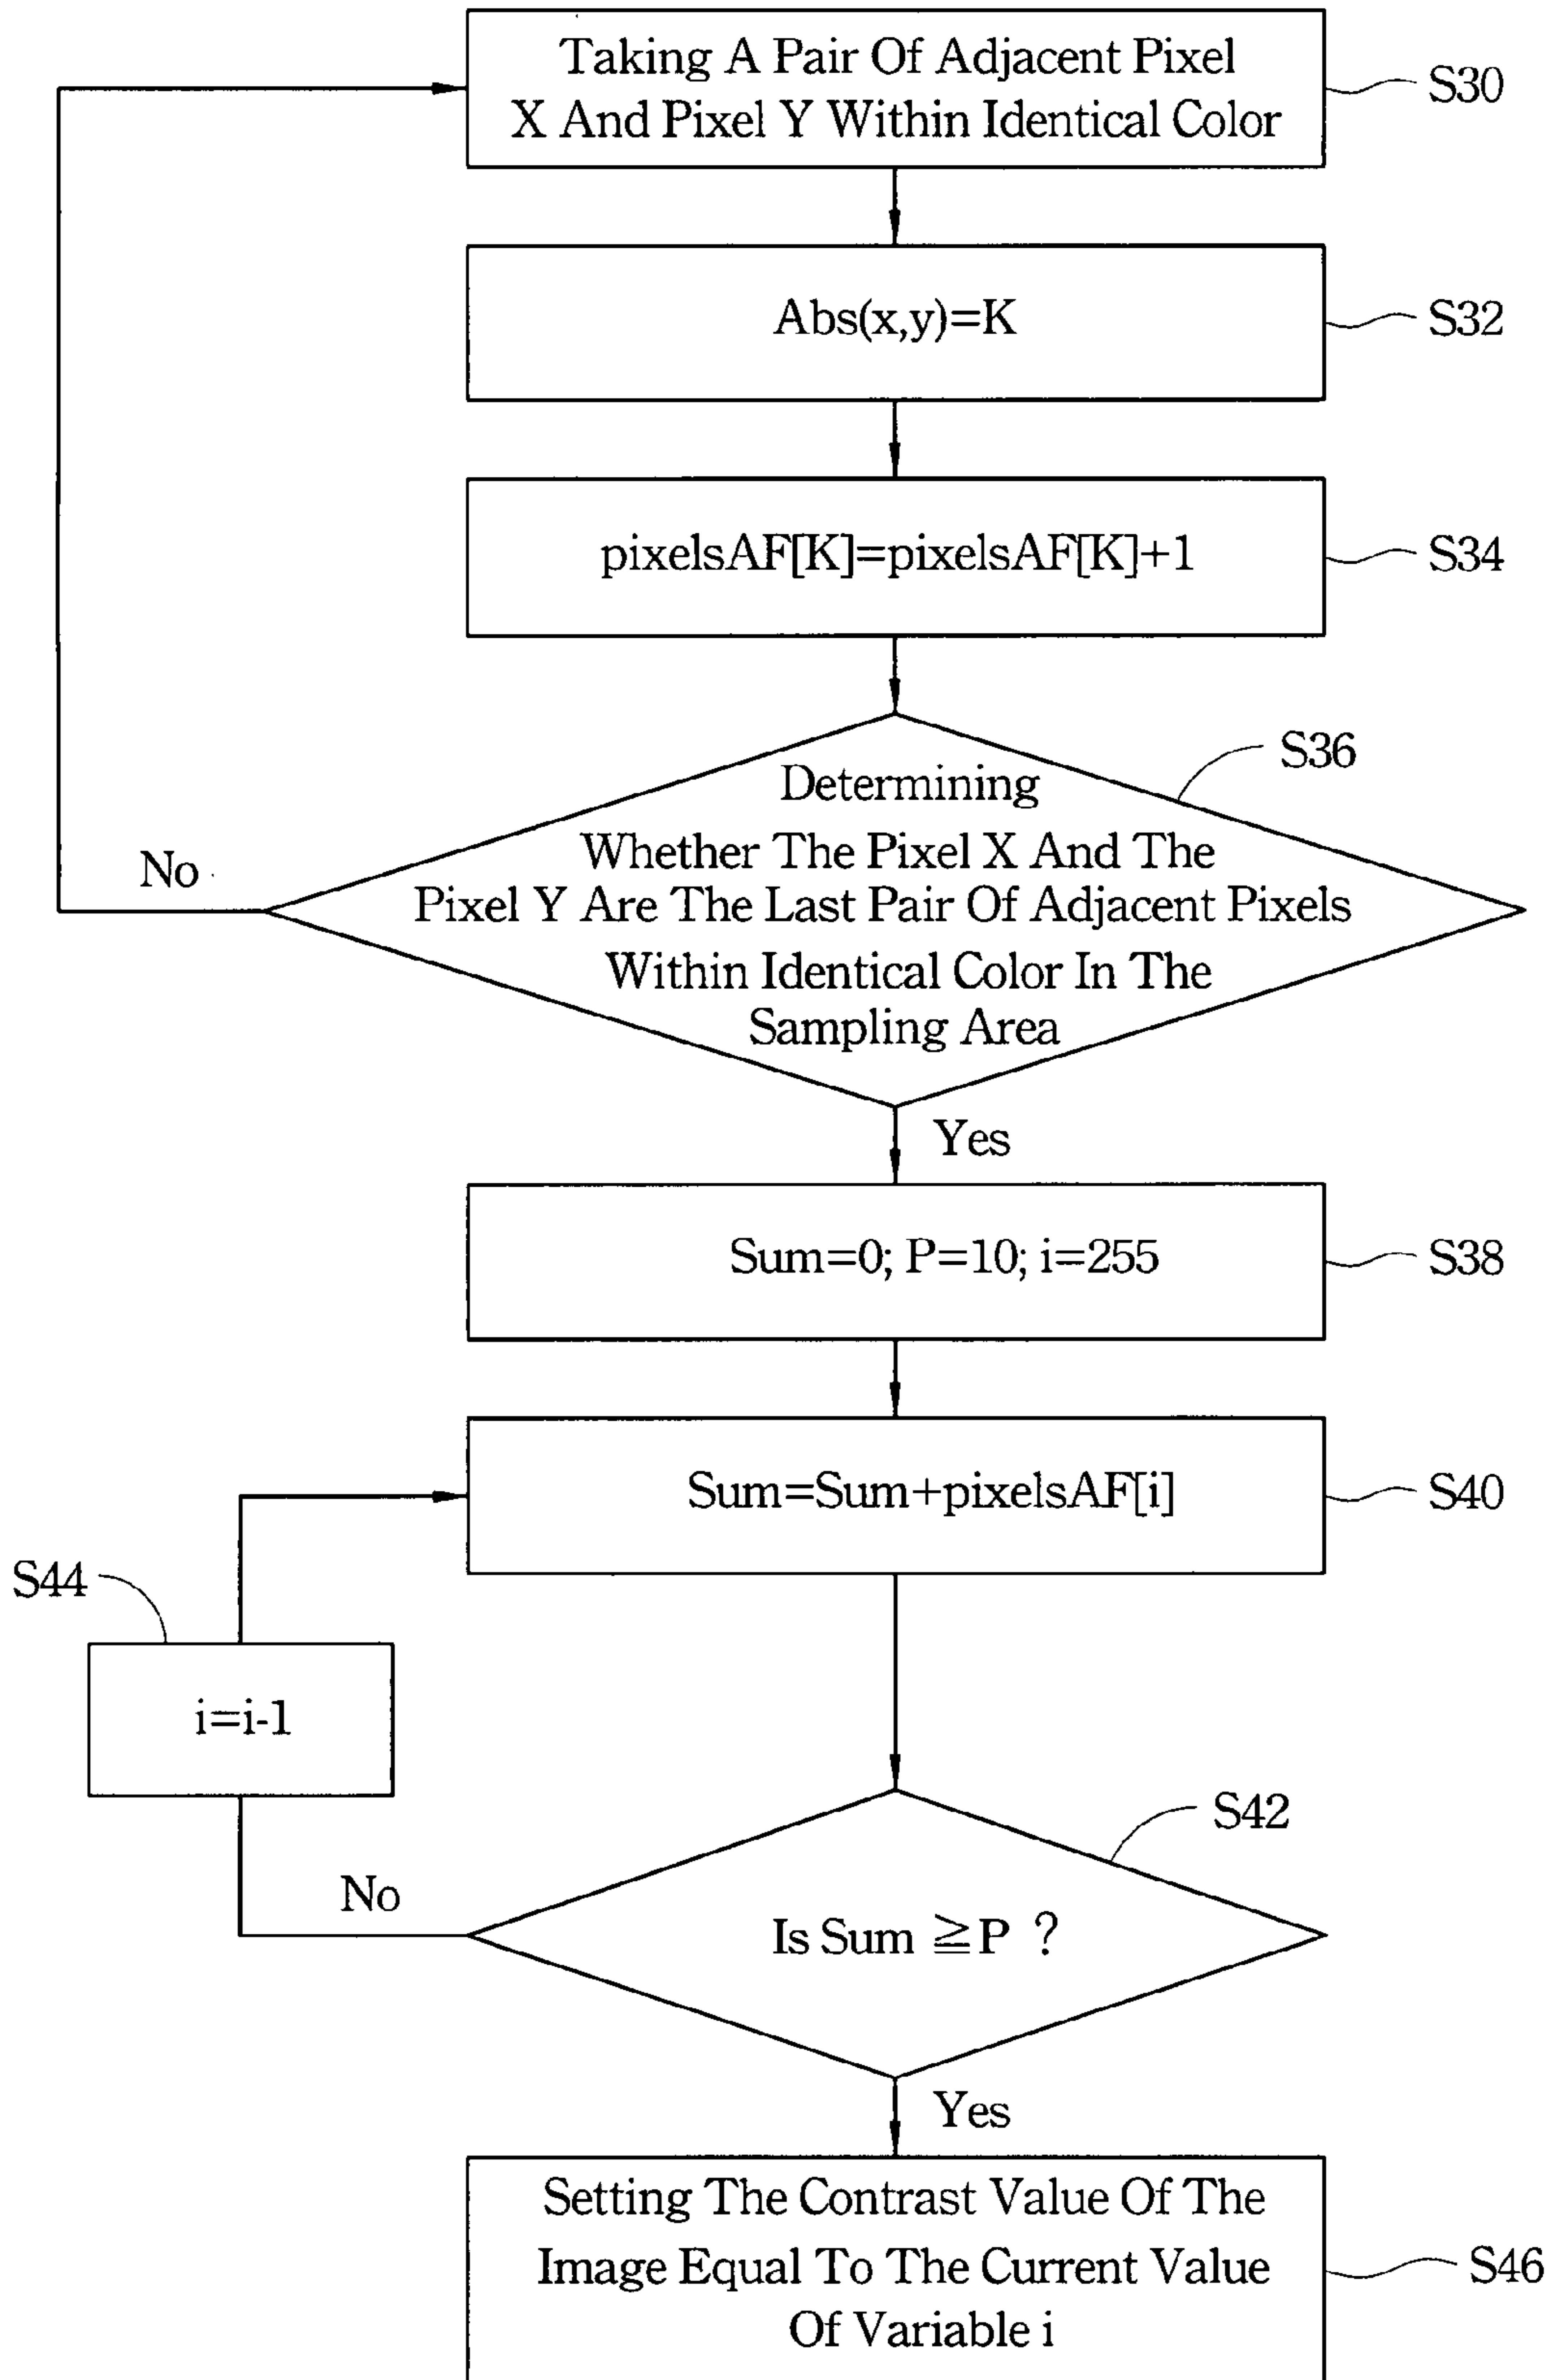 Taking A Pair Of Adjacent Pixel
X And Pixel Y Within Identical Color
S30
Abs(x,y)=K
S32
pixelsAF[K]=pixelsAF[K]+1
S34
S36
Determining
Whether The Pixel X And The
Pixel Y Are The Last Pair Of Adjacent Pixels
Within Identical Color In The
Sampling Area
No
Yes
Sum=0; P=10; i=255
S38
Sum=Sum+pixelsAF[i]
S40
S44
i=i-1
S42
No
Is Sum ≧P ?
Yes
Setting The Contrast Value Of The
Image Equal To The Current Value
Of Variable i
S46